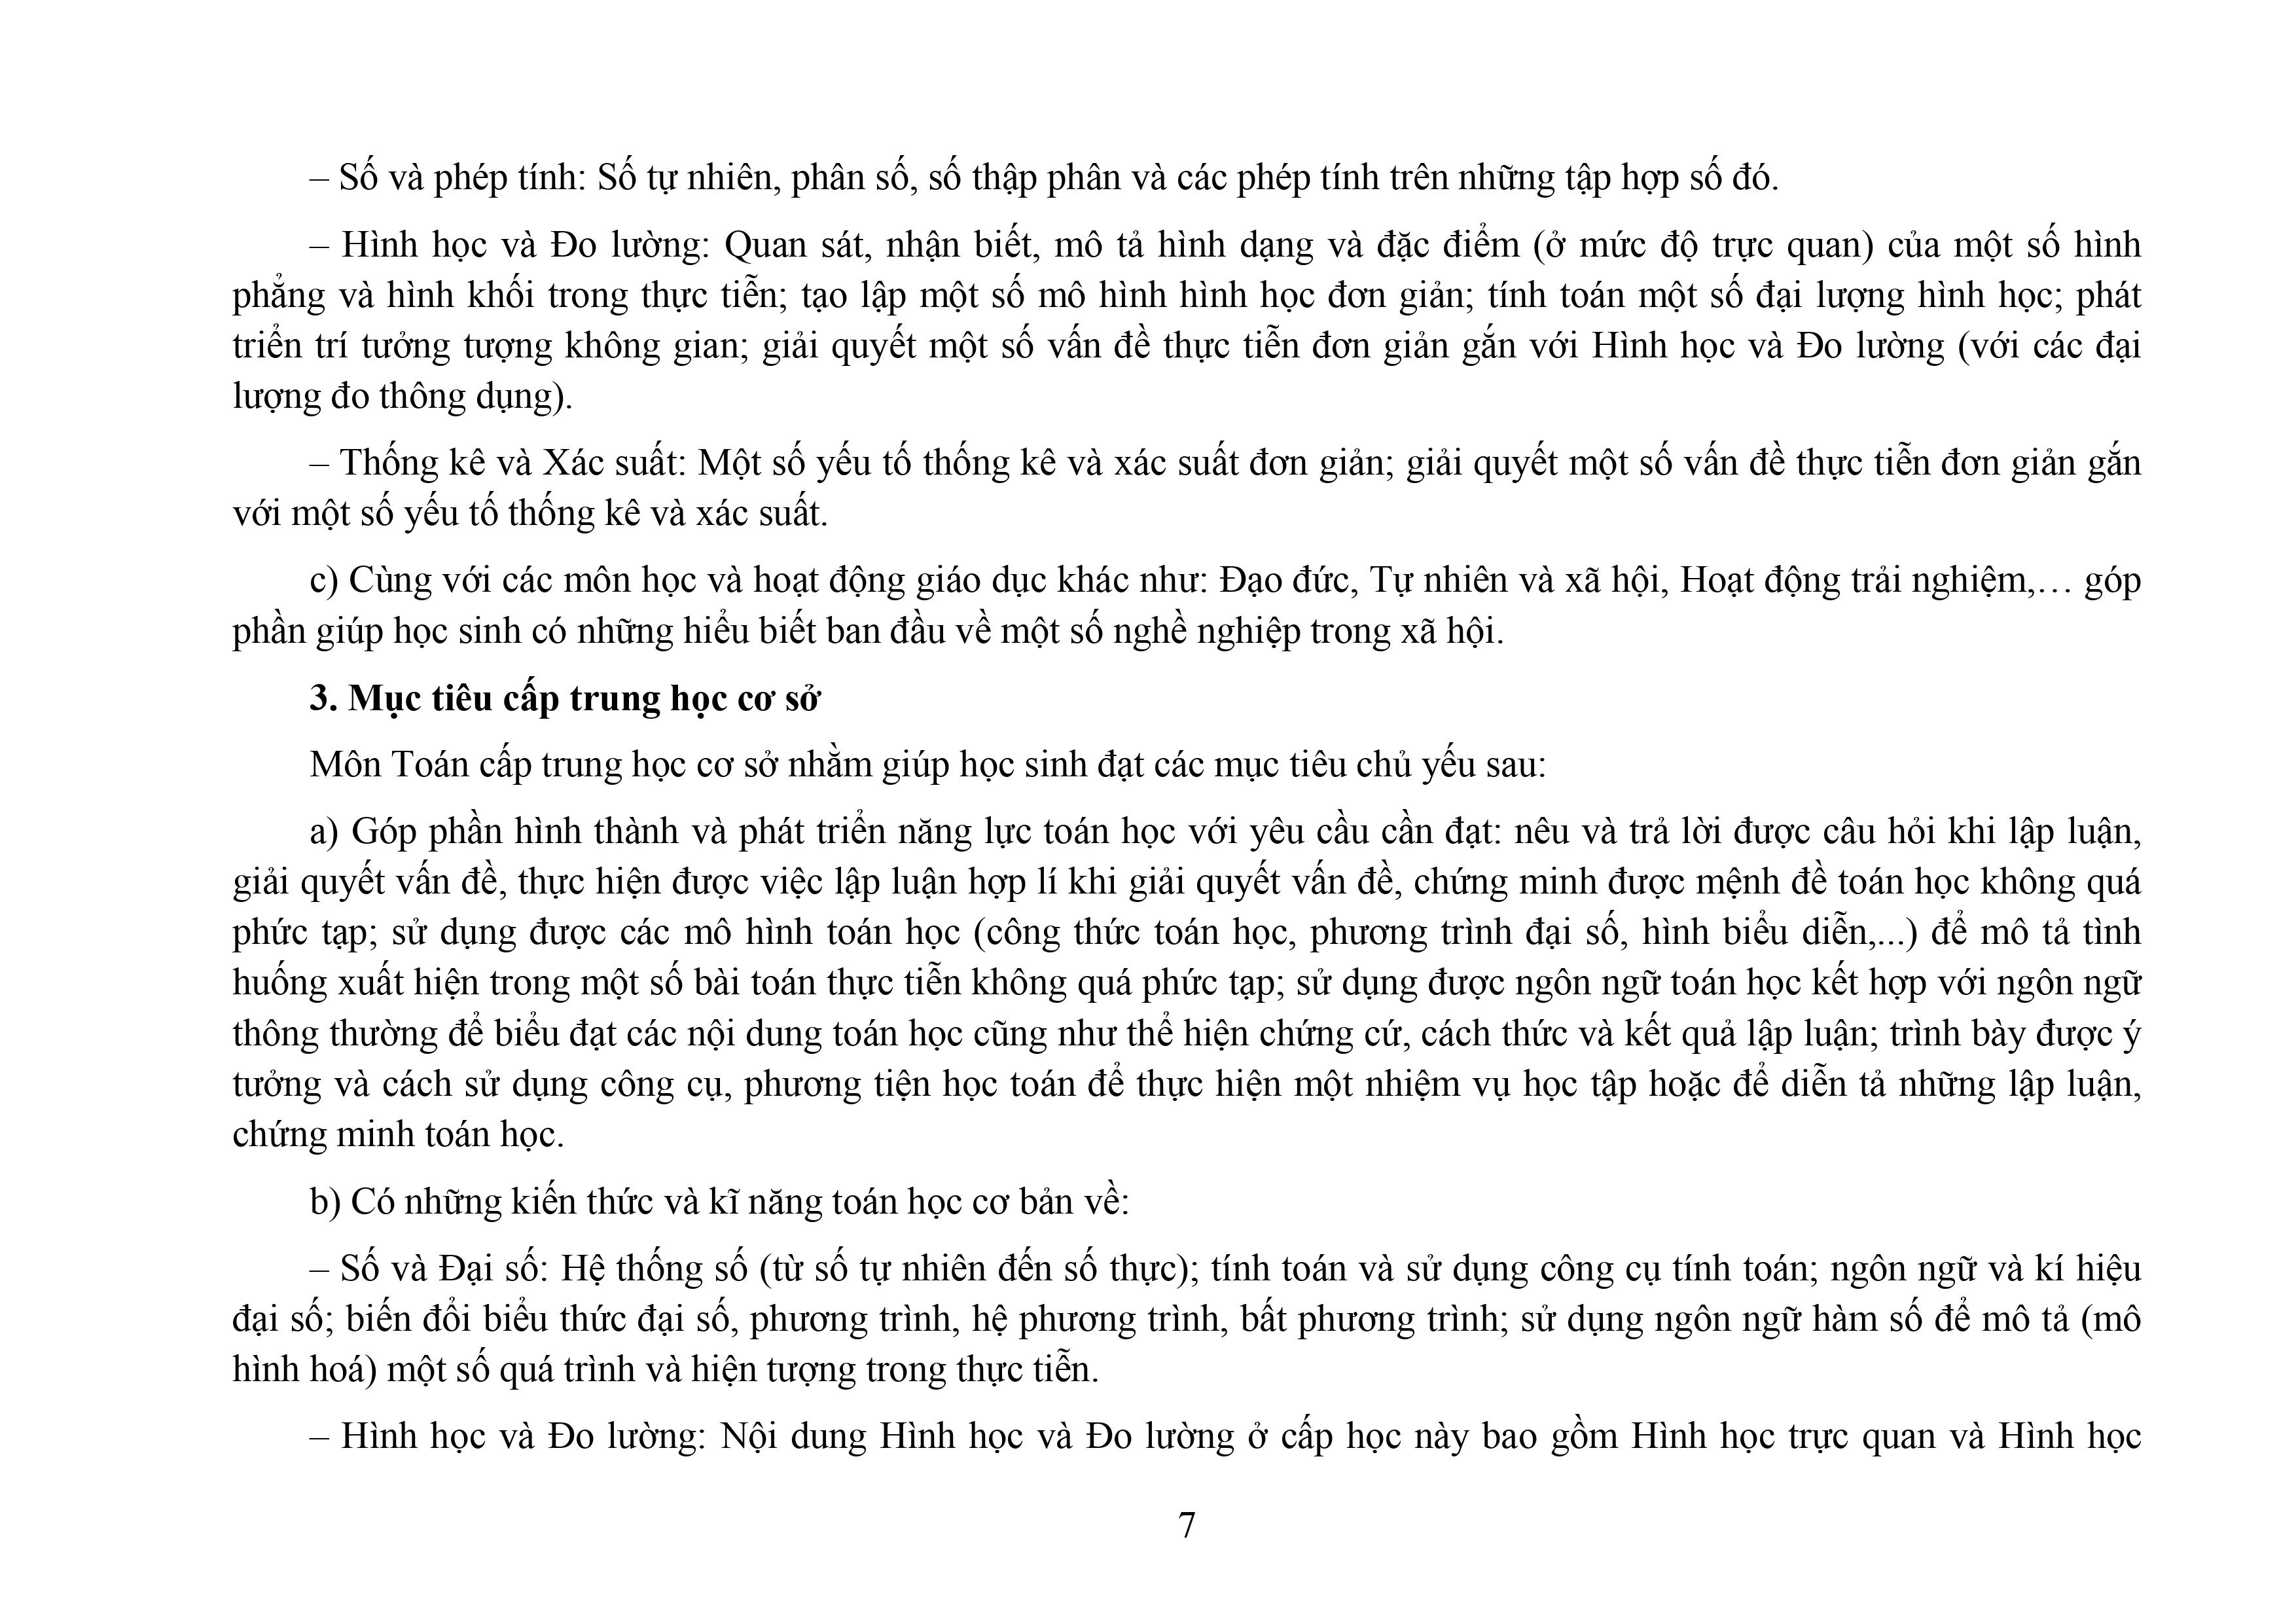 – Số và phép tính: Số tự nhiên, phân số, số thập phân và các phép tính trên những tập hợp số đó.
– Hình học và Đo lường: Quan sát, nhận biết, mô tả hình dạng và đặc điểm (ở mức độ trực quan) của một số hình
phẳng và hình khối trong thực tiễn; tạo lập một số mô hình hình học đơn giản; tính toán một số đại lượng hình học; phát
triển trí tưởng tượng không gian; giải quyết một số vấn đề thực tiễn đơn giản gắn với Hình học và Đo lường (với các đại
lượng đo thông dụng).
– Thống kê và Xác suất: Một số yếu tố thống kê và xác suất đơn giản; giải quyết một số vấn đề thực tiễn đơn giản gắn
với một số yếu tố thống kê và xác suất.
c) Cùng với các môn học và hoạt động giáo dục khác như: Đạo đức, Tự nhiên và xã hội, Hoạt động trải nghiệm,… góp
phần giúp học sinh có những hiểu biết ban đầu về một số nghề nghiệp trong xã hội.
3. Mục tiêu cấp trung học cơ sở
Môn Toán cấp trung học cơ sở nhằm giúp học sinh đạt các mục tiêu chủ yếu sau:
a) Góp phần hình thành và phát triển năng lực toán học với yêu cầu cần đạt: nêu và trả lời được câu hỏi khi lập luận,
giải quyết vấn đề, thực hiện được việc lập luận hợp lí khi giải quyết vấn đề, chứng minh được mệnh đề toán học không quá
phức tạp; sử dụng được các mô hình toán học (công thức toán học, phương trình đại số, hình biểu diễn,...) để mô tả tình
huống xuất hiện trong một số bài toán thực tiễn không quá phức tạp; sử dụng được ngôn ngữ toán học kết hợp với ngôn ngữ
thông thường để biểu đạt các nội dung toán học cũng như thể hiện chứng cứ, cách thức và kết quả lập luận; trình bày được ý
tưởng và cách sử dụng công cụ, phương tiện học toán để thực hiện một nhiệm vụ học tập hoặc để diễn tả những lập luận,
chứng minh toán học.
b) Có những kiến thức và kĩ năng toán học cơ bản về:
– Số và Đại số: Hệ thống số (từ số tự nhiên đến số thực); tính toán và sử dụng công cụ tính toán; ngôn ngữ và kí hiệu
đại số; biến đổi biểu thức đại số, phương trình, hệ phương trình, bất phương trình; sử dụng ngôn ngữ hàm số để mô tả (mô
hình hoá) một số quá trình và hiện tượng trong thực tiễn.
– Hình học và Đo lường: Nội dung Hình học và Đo lường ở cấp học này bao gồm Hình học trực quan và Hình học
7